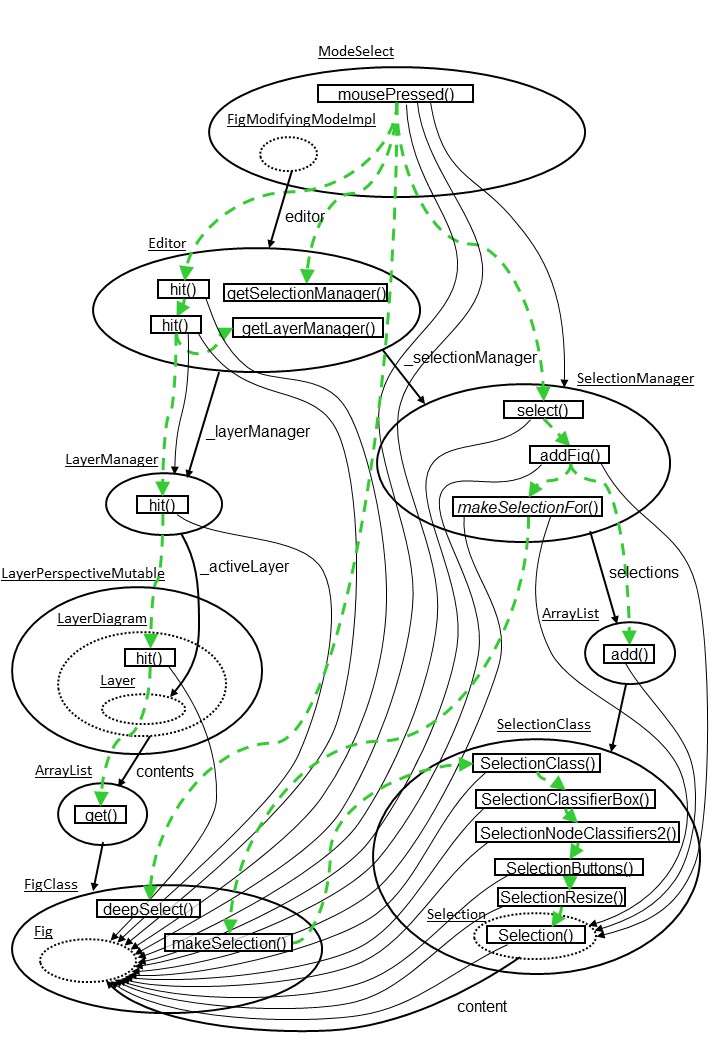 ModeSelect
mousePressed()
FigModifyingModeImpl
editor
Editor
hit()
getSelectionManager()
hit()
getLayerManager()
_selectionManager
SelectionManager
select()
_layerManager
addFig()
LayerManager
hit()
makeSelectionFor()
_activeLayer
selections
LayerPerspectiveMutable
LayerDiagram
ArrayList
hit()
add()
Layer
SelectionClass
ArrayList
contents
SelectionClass()
get()
SelectionClassifierBox()
SelectionNodeClassifiers2()
SelectionButtons()
FigClass
SelectionResize()
deepSelect()
Selection
Fig
makeSelection()
Selection()
content